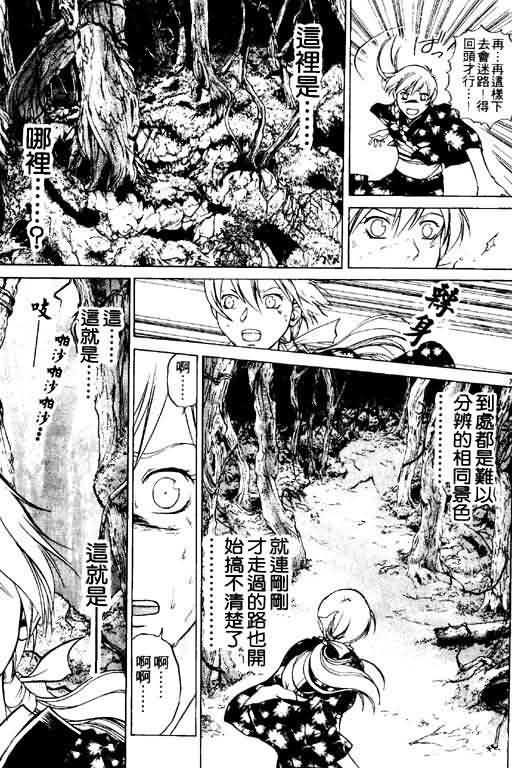 再…再這樣下
去會迷路！得
回頭才行…
這裡是…
哪裡……？
到處都是難以
分辨的相同景色
就連剛剛
才走過的路也開
始搞不清楚了
啊…
啊…
啊啊…
這……
這就是………
吱——
啪沙啪沙
啪沙…
這就是——